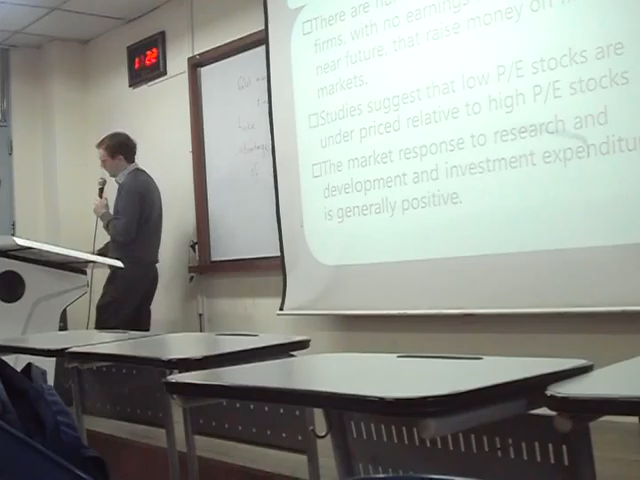 11:22
□There are
firms, with no earnings
near future, that raise money on
markets.
□Studies suggest that low P/E stocks are
under priced relative to high P/E stocks
□The market response to research and
development and investment expenditu
is generally positive.